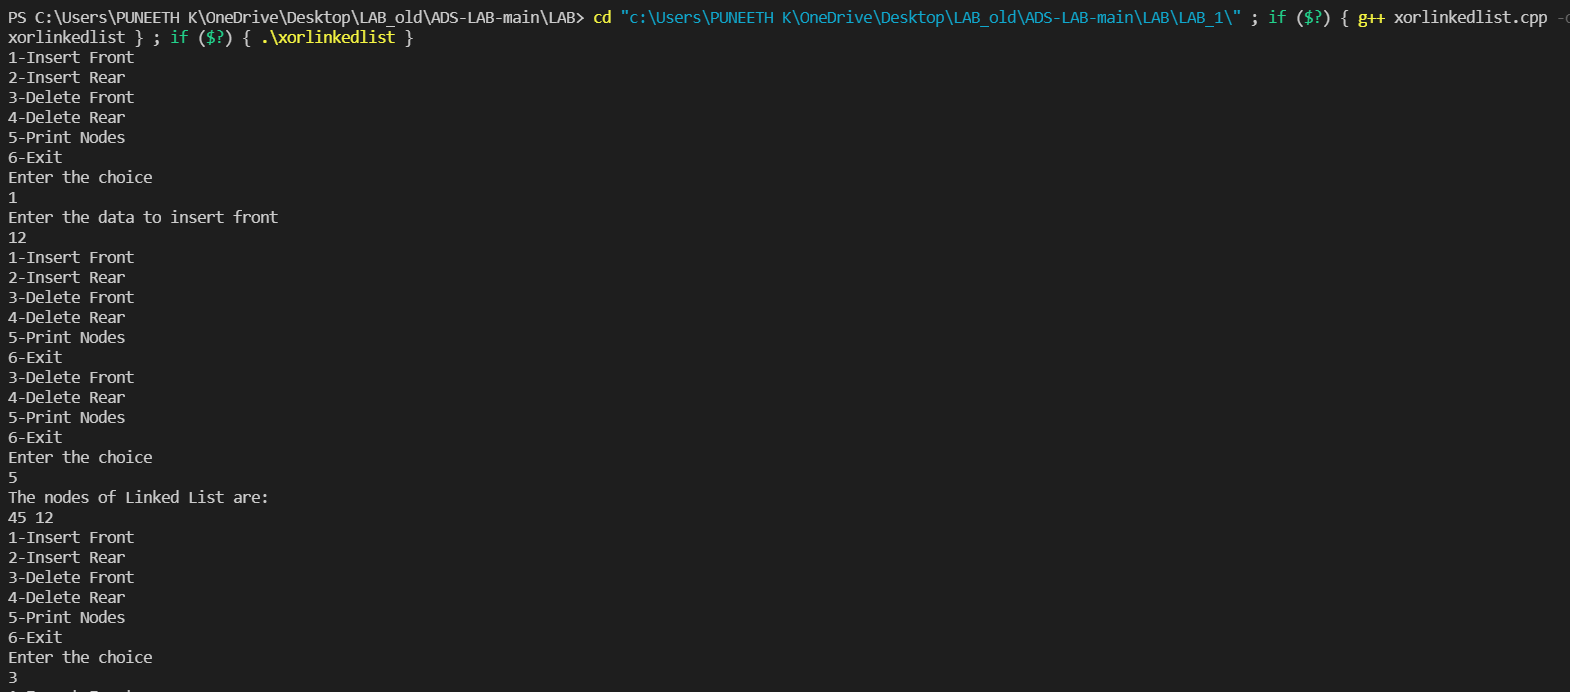 PS C:\Users\PUNEETH K\OneDrive\Desktop\LAB_old\ADS-LAB-main\LAB> cd "c:\Users\PUNEETH K\OneDrive\Desktop\LAB_old\ADS-LAB-main\LAB\LAB_1\" ; if ($?) { g++ xorlinkedlist.cpp -o
xorlinkedlist } ; if ($?) { .\xorlinkedlist }
1-Insert Front
2-Insert Rear
3-Delete Front
4-Delete Rear
5-Print Nodes
6-Exit
Enter the choice
1
Enter the data to insert front
12
1-Insert Front
2-Insert Rear
3-Delete Front
4-Delete Rear
5-Print Nodes
6-Exit
3-Delete Front
4-Delete Rear
5-Print Nodes
6-Exit
Enter the choice
5
The nodes of Linked List are:
45 12
1-Insert Front
2-Insert Rear
3-Delete Front
4-Delete Rear
5-Print Nodes
6-Exit
Enter the choice
3